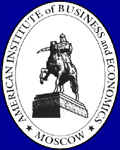 AMERICAN INSTITUTE of BUSINESS and ECONOMICS
★ MOSCOW ★